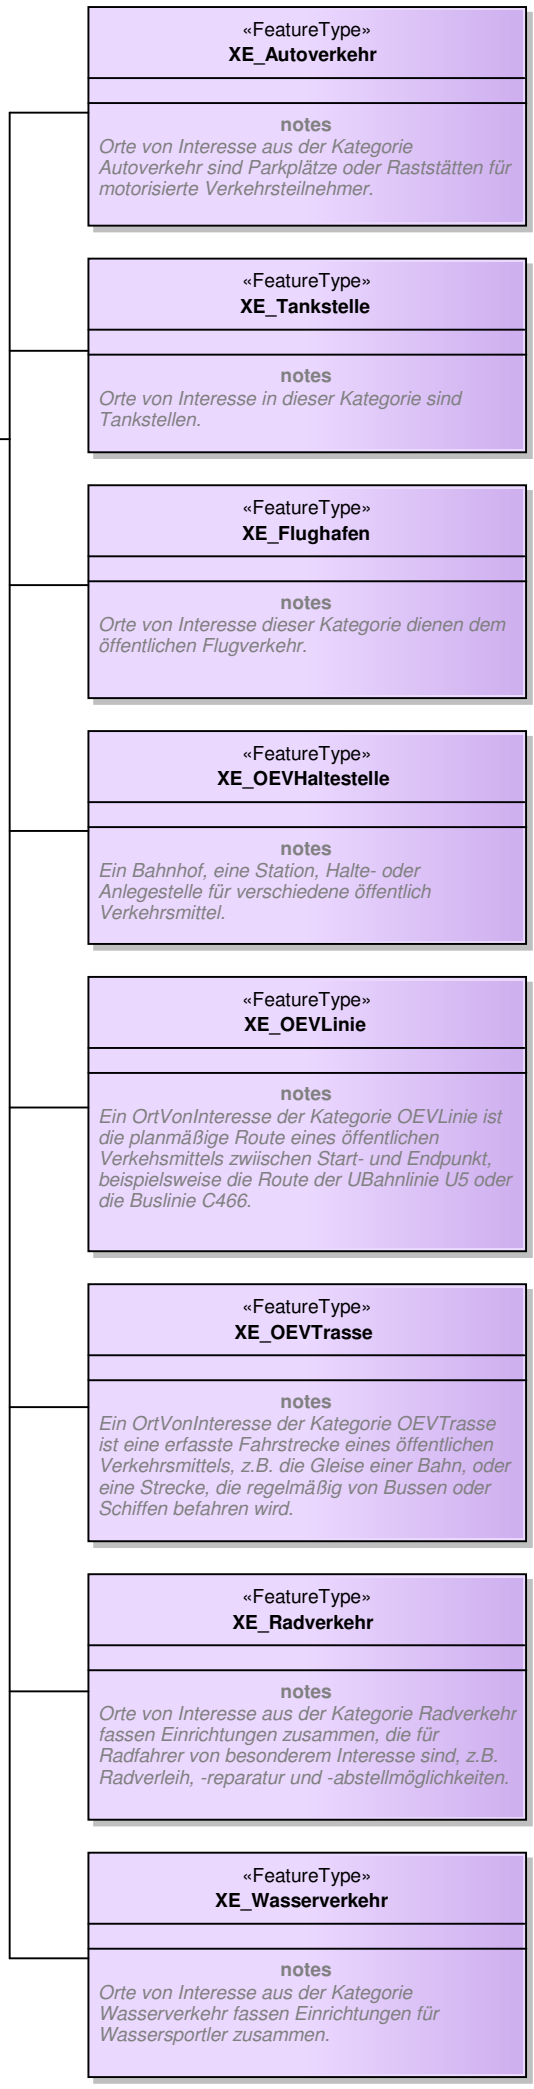 «FeatureType»
XE_Autoverkehr
notes
Orte von Interesse aus der Kategorie
Autoverkehr sind Parkplätze oder Raststätten für
motorisierte Verkehrsteilnehmer.
«FeatureType»
XE_Tankstelle
notes
Orte von Interesse in dieser Kategorie sind
Tankstellen.
«FeatureType»
XE_Flughafen
notes
Orte von Interesse dieser Kategorie dienen dem
öffentlichen Flugverkehr.
«FeatureType»
XE_OEVHaltestelle
notes
Ein Bahnhof, eine Station, Halte- oder
Anlegestelle für verschiedene öffentlich
Verkehrsmittel.
«FeatureType»
XE_OEVLinie
notes
Ein OrtVonInteresse der Kategorie OEVLinie ist
die planmäßige Route eines öffentlichen
Verkehsmittels zwiischen Start- und Endpunkt,
beispielsweise die Route der UBahnlinie U5 oder
die Buslinie C466.
«FeatureType»
XE_OEVTrasse
notes
Ein OrtVonInteresse der Kategorie OEVTrasse
ist eine erfasste Fahrstrecke eines öffentlichen
Verkehrsmittels, z.B. die Gleise einer Bahn, oder
eine Strecke, die regelmäßig von Bussen oder
Schiffen befahren wird.
«FeatureType»
XE_Radverkehr
notes
Orte von Interesse aus der Kategorie Radverkehr
fassen Einrichtungen zusammen, die für
Radfahrer von besonderem Interesse sind, z.B.
Radverleih, -reparatur und -abstellmöglichkeiten.
«FeatureType»
XE_Wasserverkehr
notes
Orte von Interesse aus der Kategorie
Wasserverkehr fassen Einrichtungen für
Wassersportler zusammen.